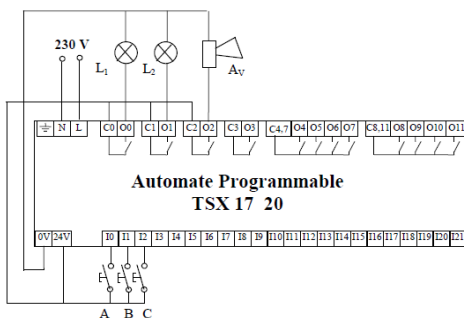 230 V
L1 L2 AV
N L C0 O0 C1 O1 C2 O2 C3 O3 C4,7 O4 O5 O6 O7 C8,11 O8 O9 O10 O11
Automate Programmable
TSX 17 20
0V 24V I0 I1 I2 I3 I4 I5 I6 I7 I8 I9 I10 I11 I12 I13 I14 I15 I16 I17 I18 I19 I20 I21
A B C